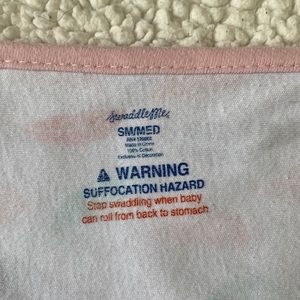 SwaddleMe
SM/MED
Made in China
100% Cotton
Exclusive of Decoration
WARNING
SUFFOCATION HAZARD
Stop swaddling when baby
can roll from back to stomach